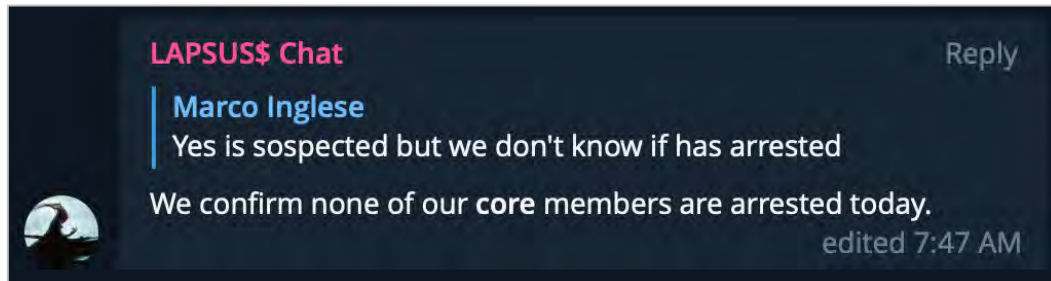 LAPSUS$ Chat Reply
Marco Inglese
Yes is sospected but we don't know if has arrested
We confirm none of our core members are arrested today.
edited 7:47 AM